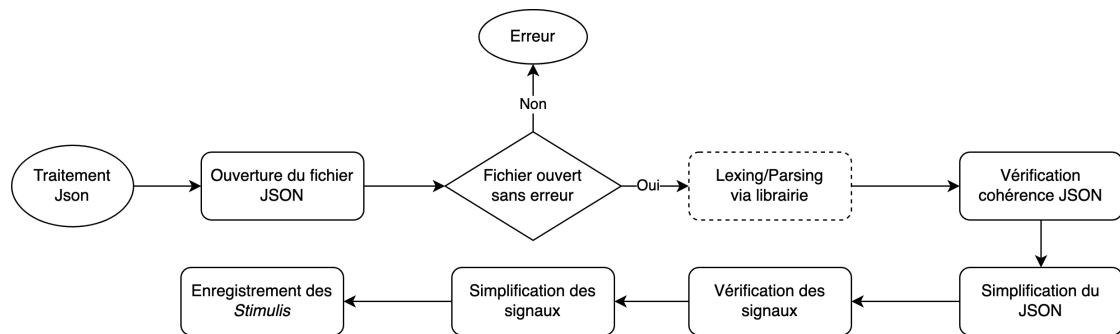 Erreur
Non
Traitement
Json
Ouverture du fichier
JSON
Fichier ouvert
sans erreur
Oui
Lexing/Parsing
via librairie
Vérification
cohérence JSON
Simplification du
JSON
Vérification des
signaux
Simplification des
signaux
Enregistrement des
Stimulis